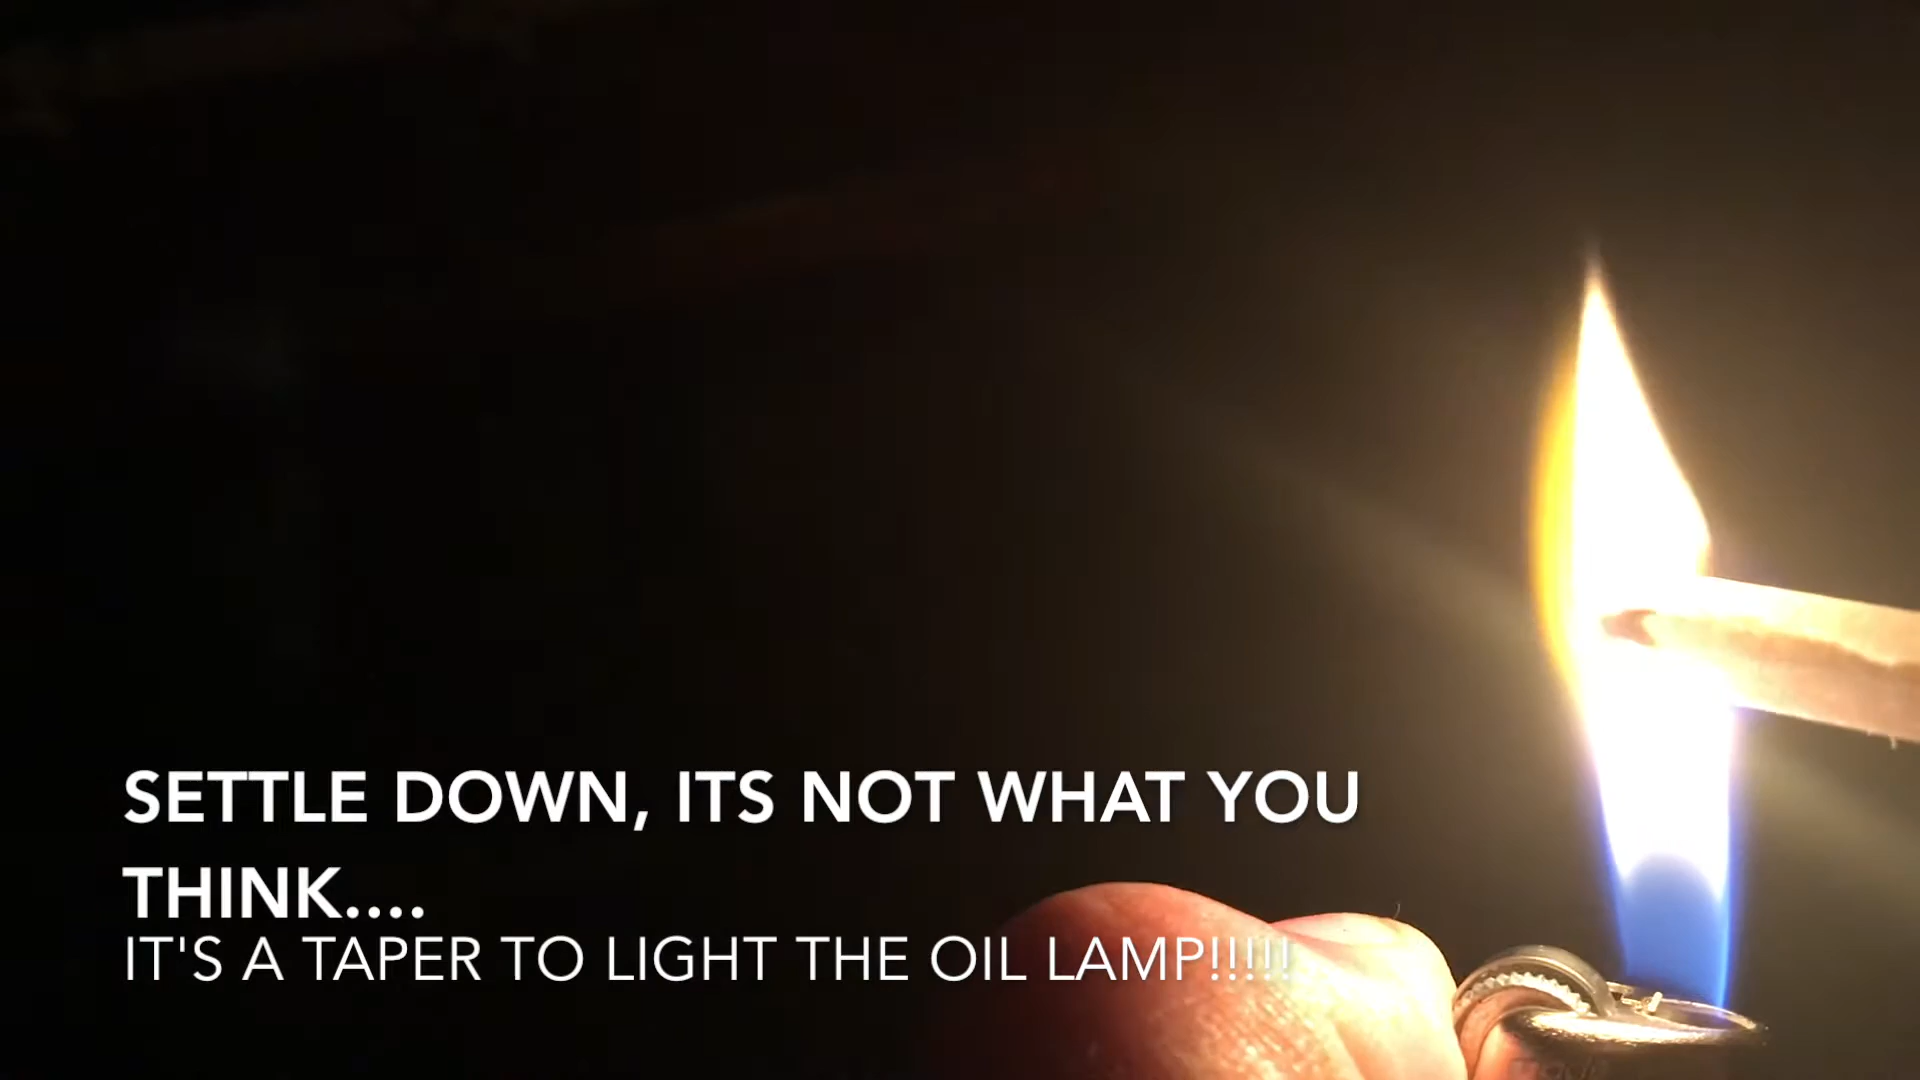 SETTLE DOWN, ITS NOT WHAT YOU
THINK....
IT'S A TAPER TO LIGHT THE OIL LAMP!!!!!